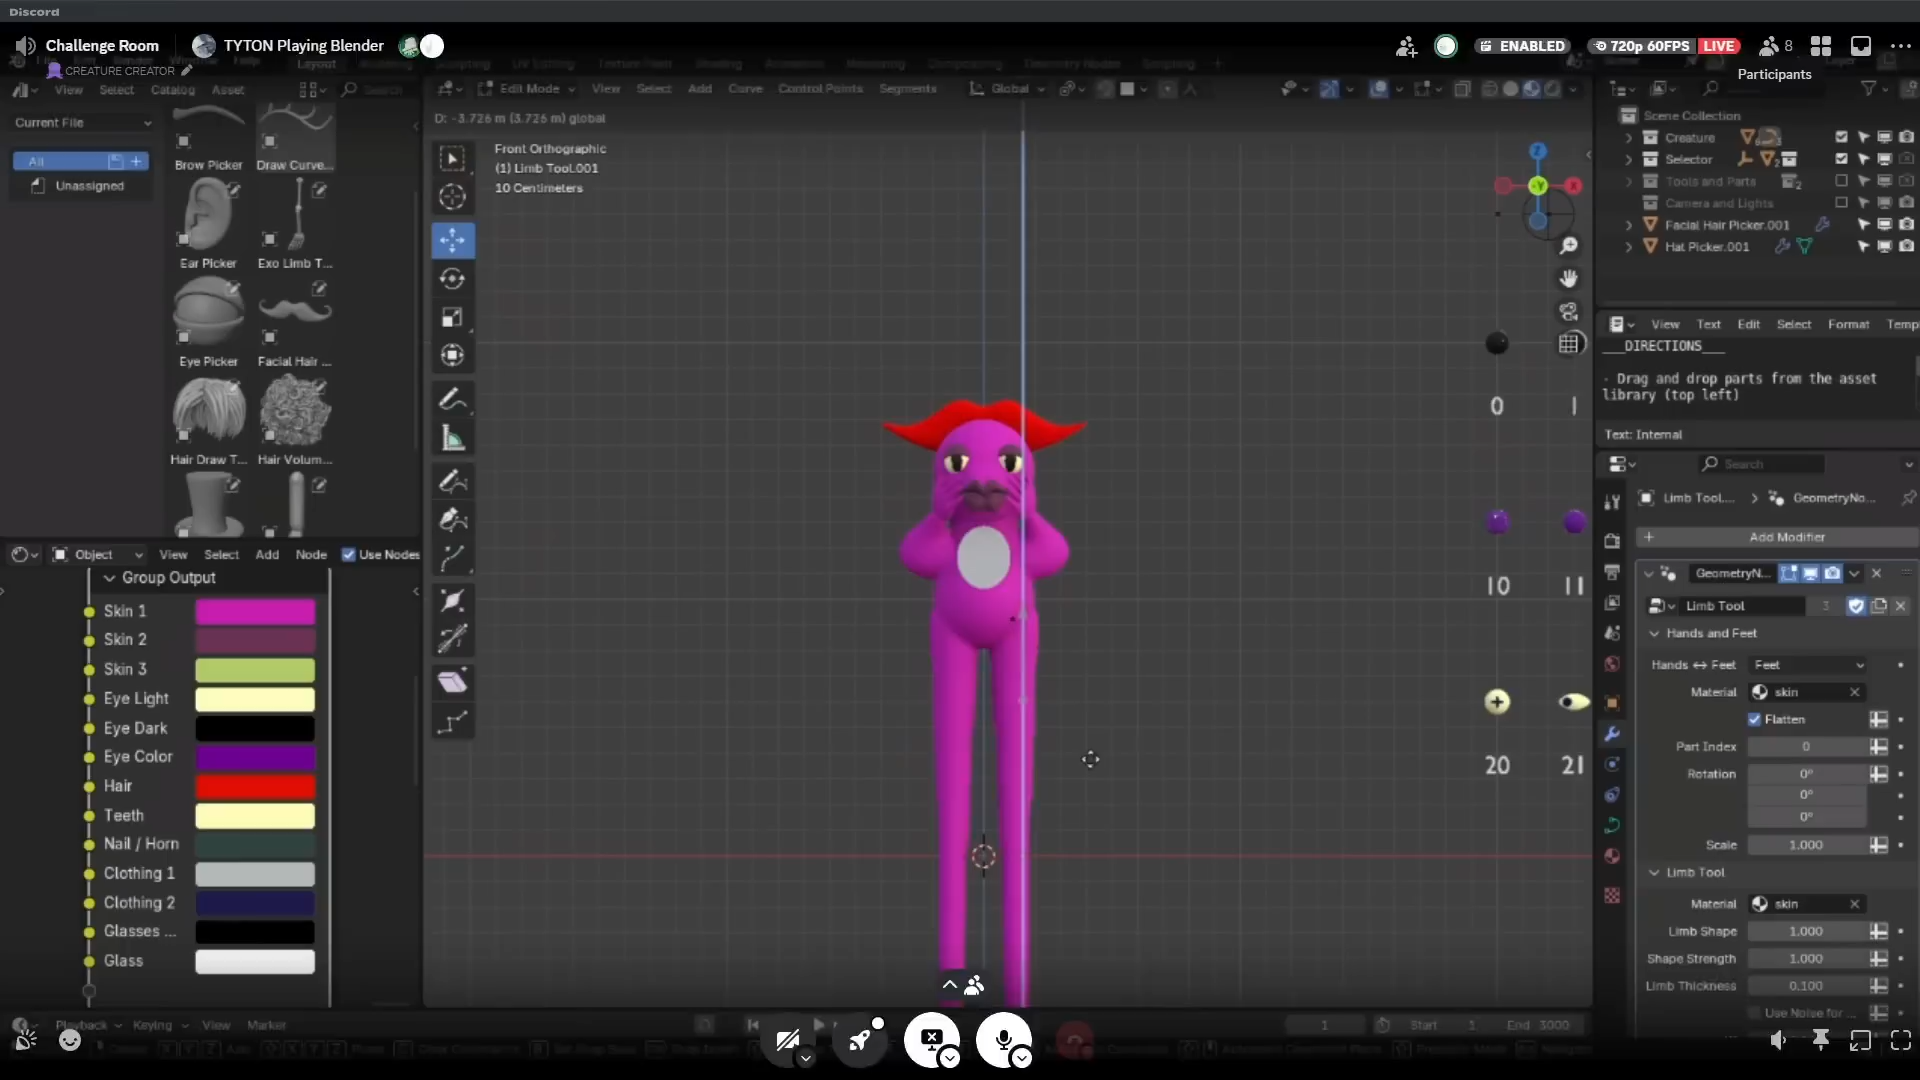 Discord
Challenge Room
TYTON Playing Blender
ENABLED
720p 60FPS
LIVE
8
CREATURE CREATOR
Participants
View Select Catalog Asset
Search
Edit Mode
View Select Add Curve Control Points Segments
Global
Current File
All
Unassigned
Brow Picker
Draw Curve...
Ear Picker
Exo Limb T...
Eye Picker
Facial Hair ...
Hair Draw T...
Hair Volum...
D: -3.726 m (3.726 m) global
Front Orthographic
(1) Limb Tool.001
10 Centimeters
Z
-Y
X
0
1
10
11
20
21
Scene Collection
Creature
Selector
Tools and Parts
Camera and Lights
Facial Hair Picker.001
Hat Picker.001
View Text Edit Select Format Temp
___DIRECTIONS___
- Drag and drop parts from the asset
library (top left)
Text: Internal
Search
Limb Tool....
GeometryNo...
Add Modifier
GeometryN...
Limb Tool
3
Hands and Feet
Hands <-> Feet
Feet
Material
skin
Flatten
Part Index
0
Rotation
0°
0°
0°
Scale
1.000
Limb Tool
Material
skin
Limb Shape
1.000
Shape Strength
1.000
Limb Thickness
0.100
Use Noise for ...
Object
View Select Add Node
Use Nodes
Group Output
Skin 1
Skin 2
Skin 3
Eye Light
Eye Dark
Eye Color
Hair
Teeth
Nail / Horn
Clothing 1
Clothing 2
Glasses ...
Glass
Playback
Keying
View
Marker
1
Start
1
End
3000